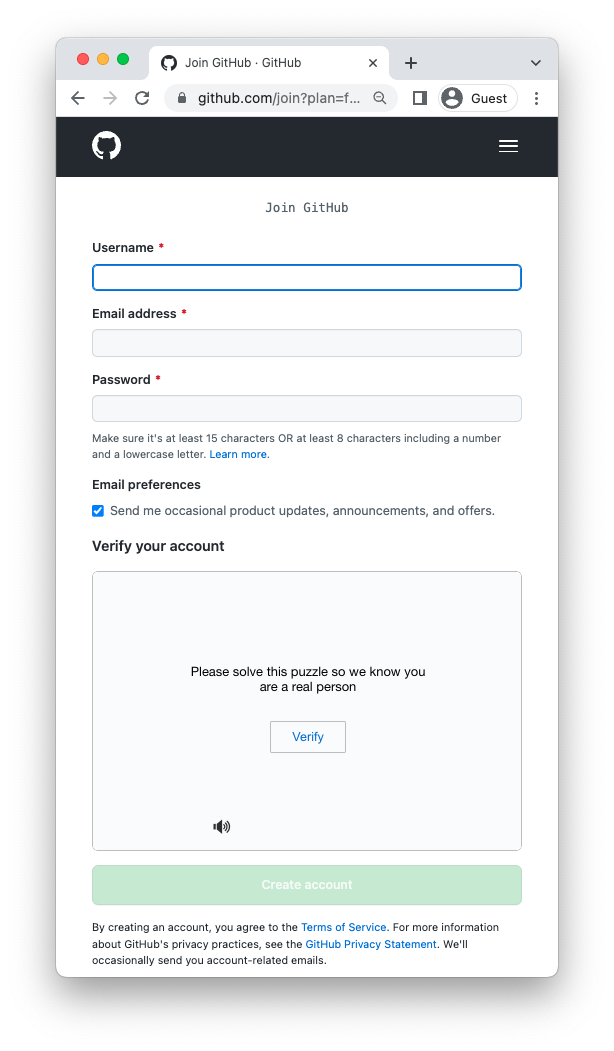 Join GitHub · GitHub
github.com/join?plan=f...
Guest
Join GitHub
Username *
Email address *
Password *
Make sure it's at least 15 characters OR at least 8 characters including a number
and a lowercase letter. Learn more.
Email preferences
Send me occasional product updates, announcements, and offers.
Verify your account
Please solve this puzzle so we know you
are a real person
Verify
Create account
By creating an account, you agree to the Terms of Service. For more information
about GitHub's privacy practices, see the GitHub Privacy Statement. We'll
occasionally send you account-related emails.